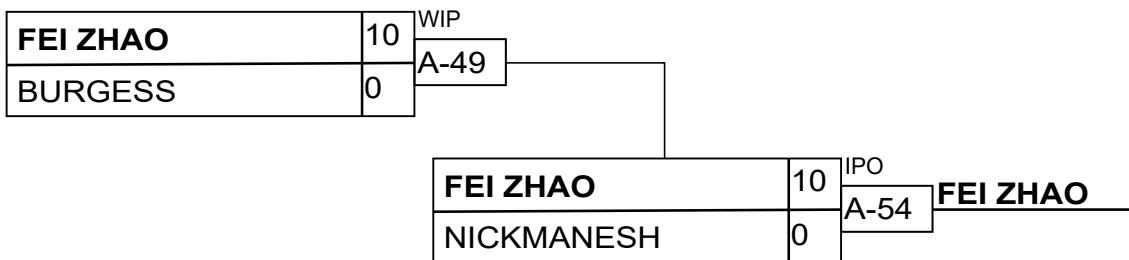 FEI ZHAO 10 WIP
A-49
BURGESS 0
FEI ZHAO 10 IPO
A-54 FEI ZHAO
NICKMANESH 0